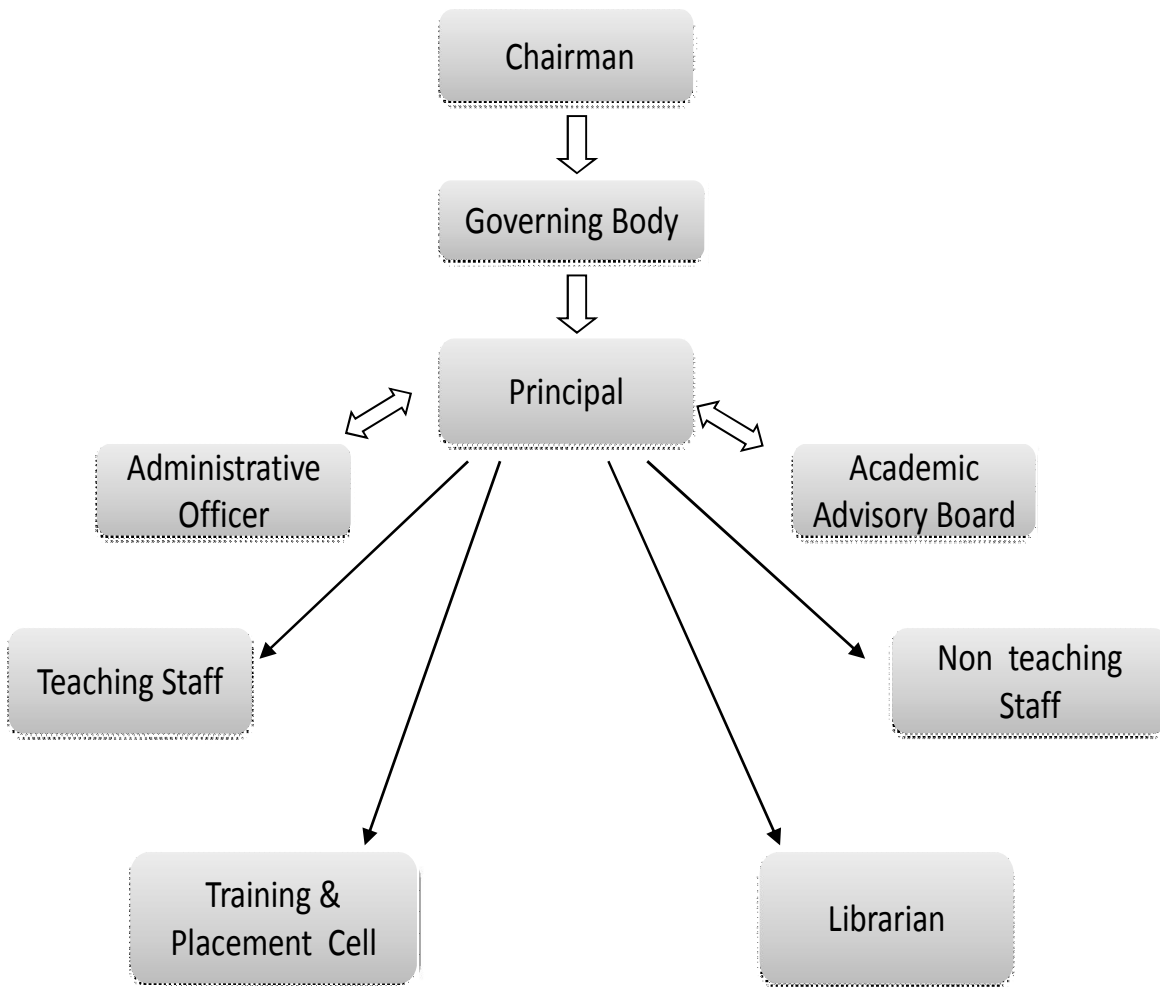 Chairman
Governing Body
Principal
Administrative
Officer
Academic
Advisory Board
Teaching Staff
Non teaching
Staff
Training &
Placement Cell
Librarian